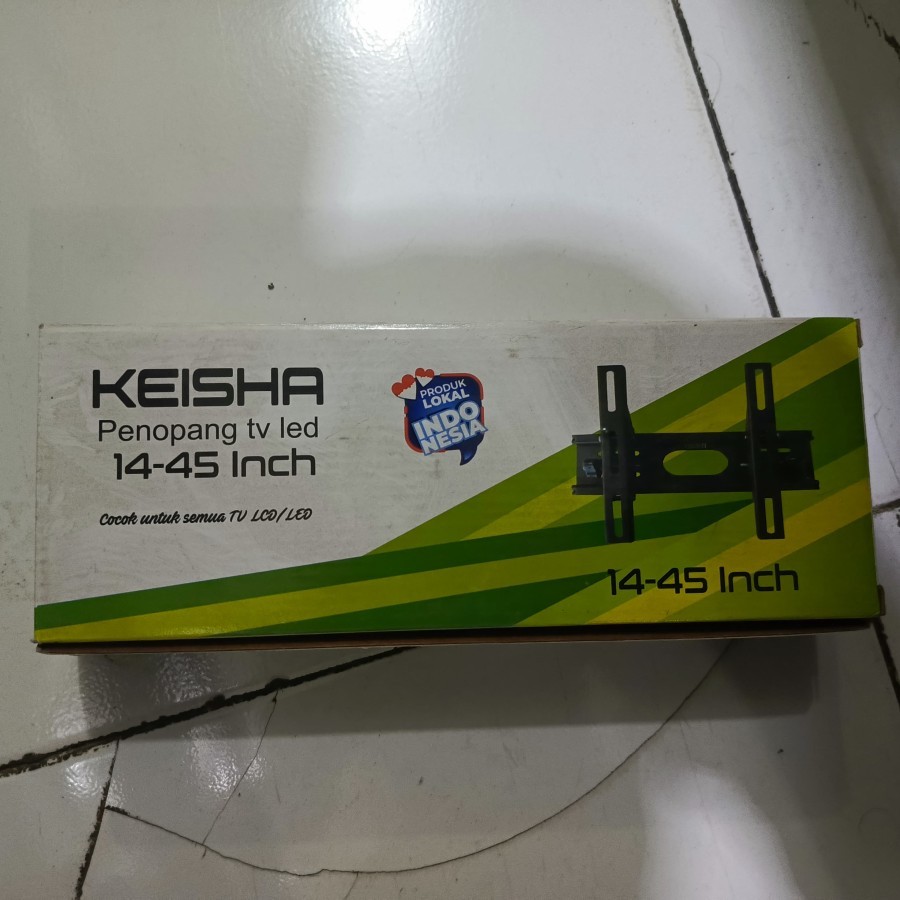 KEISHA
Penopang tv led
14-45 Inch
Cocok untuk semua TV LCD/LED
PRODUK
LOKAL
INDO
NESIA
14-45 Inch